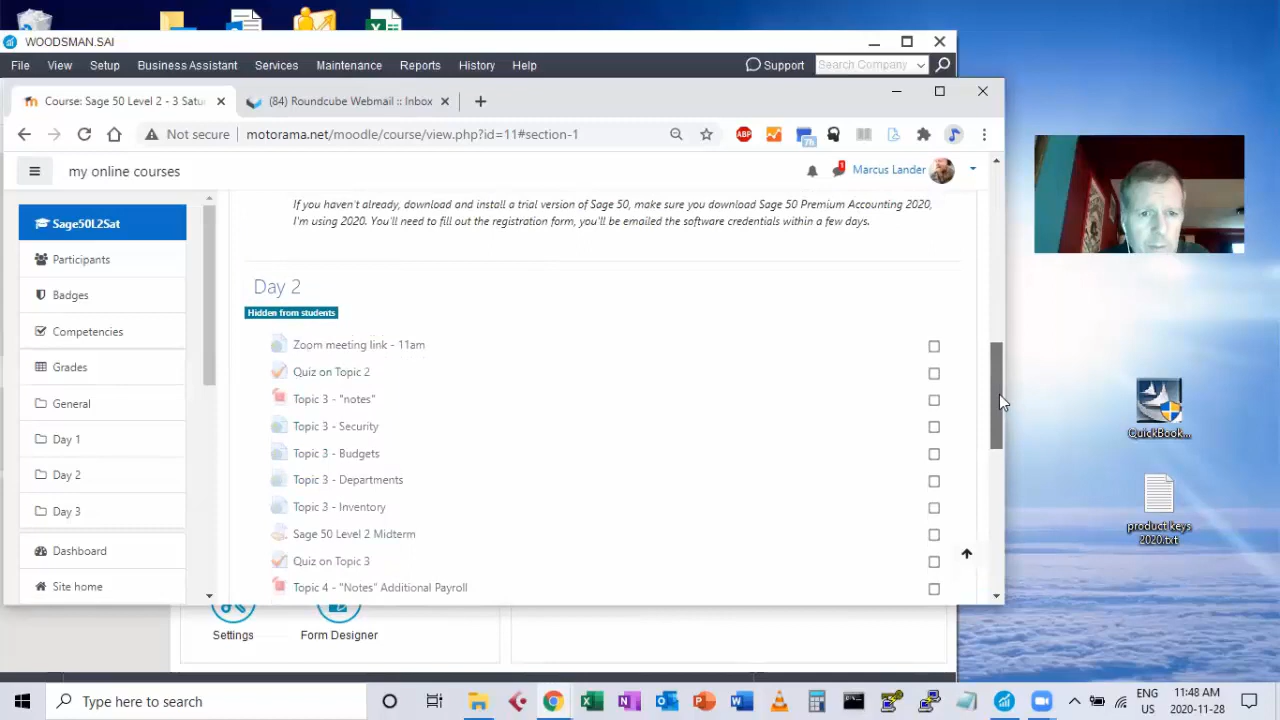 WOODSMAN.SAI
File View Setup Business Assistant Services Maintenance Reports History Help Support Search Company
Course: Sage 50 Level 2 - 3 Satu
(84) Roundcube Webmail :: Inbox
Not secure motorama.net/moodle/course/view.php?id=11#section-1
ABP
76
my online courses
1
Marcus Lander
Sage50L2Sat
Participants
Badges
Competencies
Grades
General
Day 1
Day 2
Day 3
Dashboard
Site home
If you haven't already, download and install a trial version of Sage 50, make sure you download Sage 50 Premium Accounting 2020,
I'm using 2020. You'll need to fill out the registration form, you'll be emailed the software credentials within a few days.
Day 2
Hidden from students
Zoom meeting link - 11am
Quiz on Topic 2
Topic 3 - "notes"
Topic 3 - Security
Topic 3 - Budgets
Topic 3 - Departments
Topic 3 - Inventory
Sage 50 Level 2 Midterm
Quiz on Topic 3
Topic 4 - "Notes" Additional Payroll
Settings
Form Designer
QuickBook...
product keys
2020.txt
Type here to search
ENG
US
11:48 AM
2020-11-28